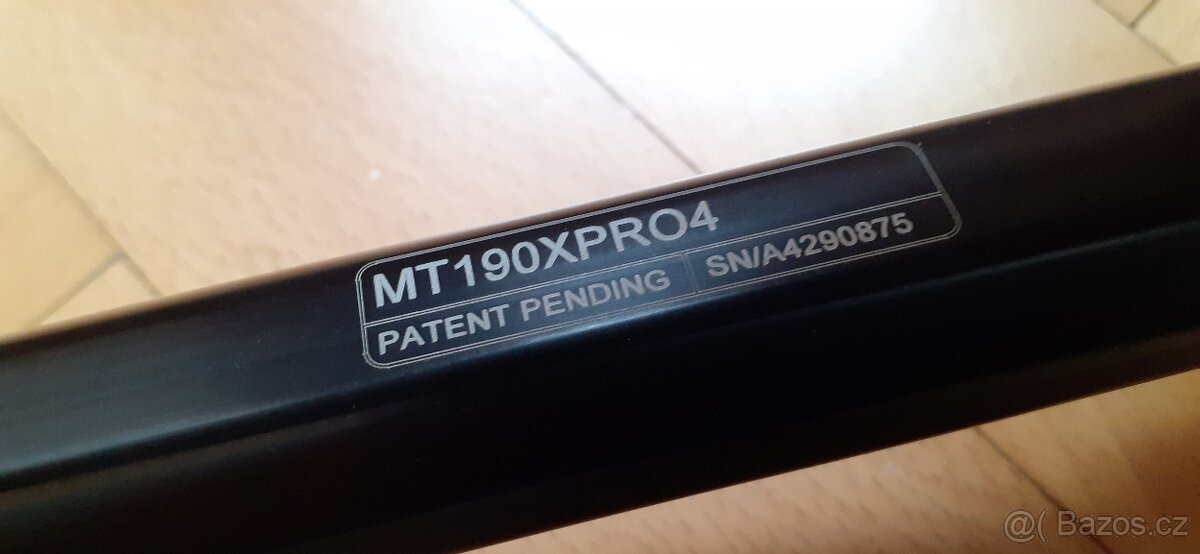 MT190XPRO4
PATENT PENDING SN/A4290875
@( Bazos.cz